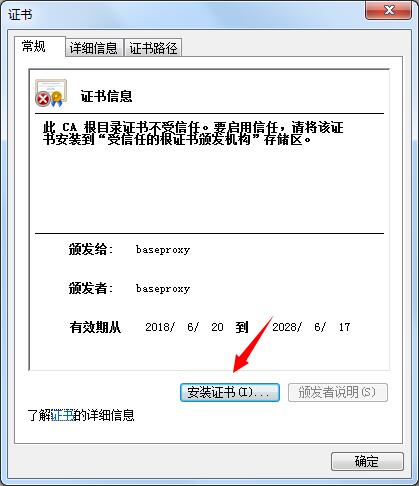 证书
常规 详细信息 证书路径
证书信息
此 CA 根目录证书不受信任。要启用信任，请将该证
书安装到“受信任的根证书颁发机构”存储区。
颁发给： baseproxy
颁发者： baseproxy
有效期从 2018/ 6/ 20 到 2028/ 6/ 17
安装证书(I)... 颁发者说明(S)
了解证书的详细信息
确定